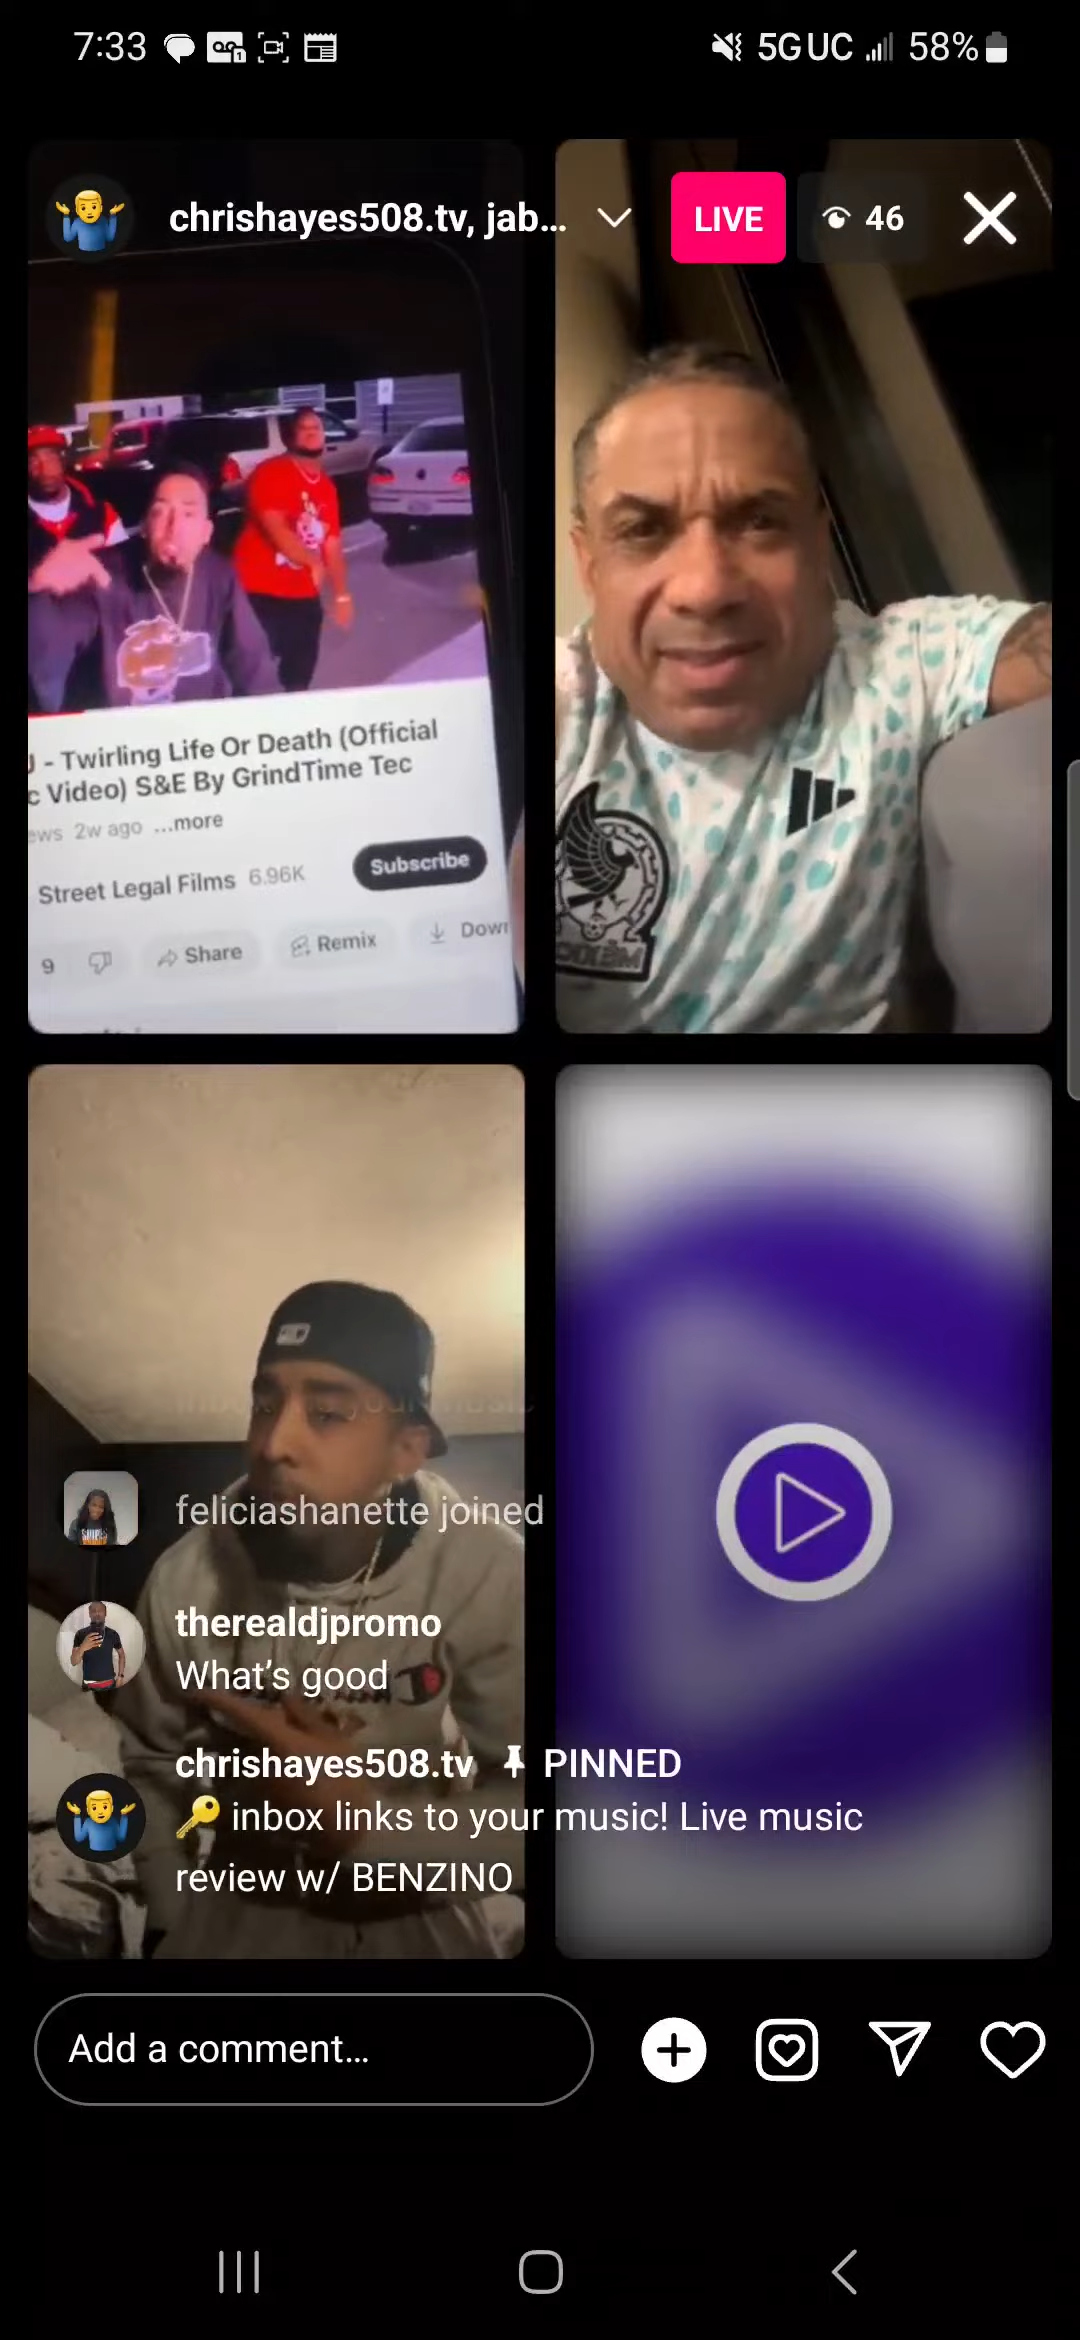 7:33
5G UC 58%
chrishayes508.tv, jab...
LIVE
46
- Twirling Life Or Death (Official
Video) S&E By GrindTime Tec
2w ago ...more
Street Legal Films 6.96K
Subscribe
9
Share
Remix
feliciashanette joined
therealdjpromo
What's good
chrishayes508.tv PINNED
🔑 inbox links to your music! Live music
review w/ BENZINO
Add a comment...